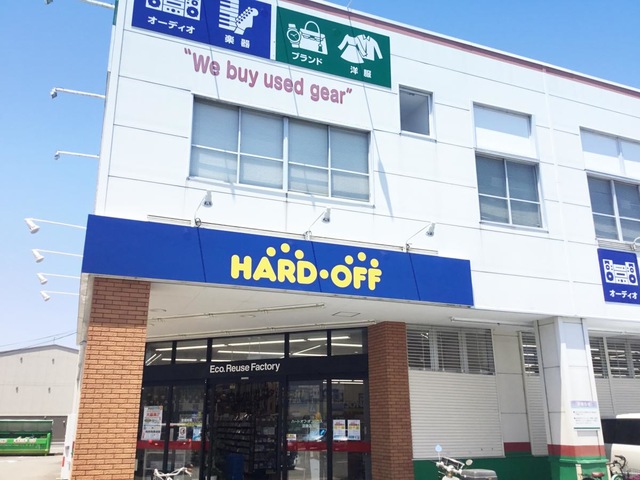 オーディオ
楽器
ブランド
洋服
"We buy used gear"
HARD・OFF
オーディオ
Eco.Reuse Factory